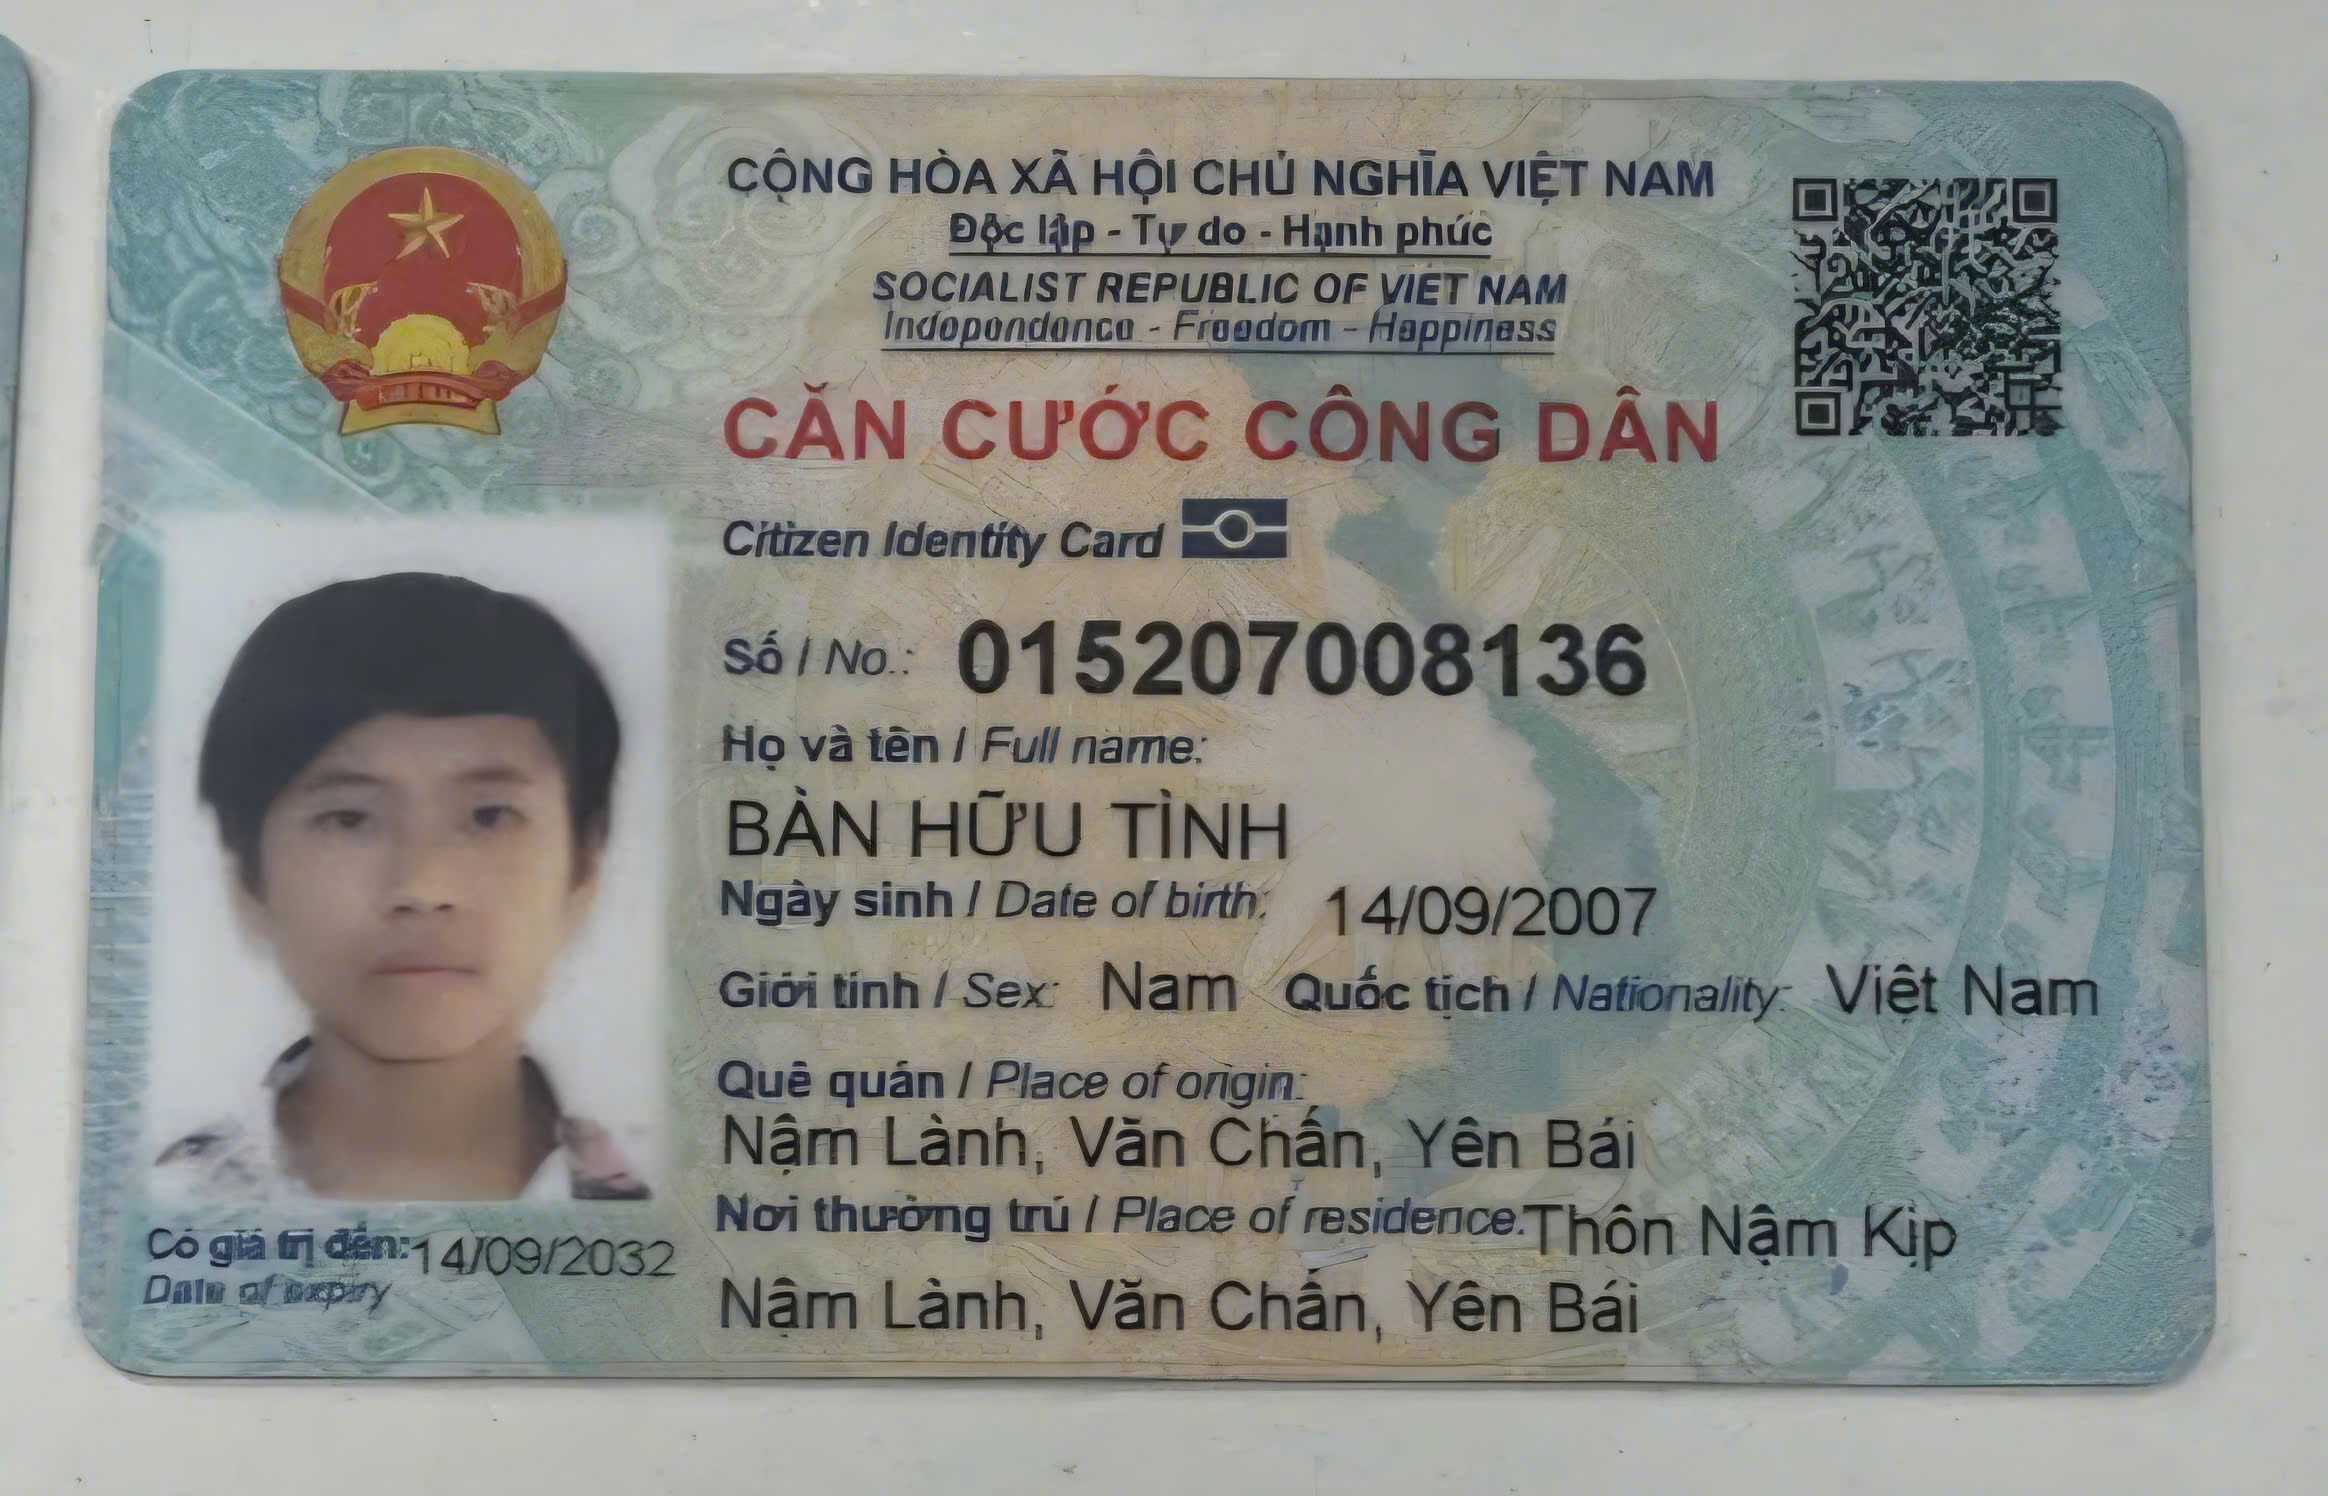 CỘNG HÒA XÃ HỘI CHỦ NGHĨA VIỆT NAM
Độc lập - Tự do - Hạnh phúc
SOCIALIST REPUBLIC OF VIET NAM
Independence - Freedom - Happiness
CĂN CƯỚC CÔNG DÂN
Citizen Identity Card
Số / No.: 015207008136
Họ và tên / Full name:
BÀN HỮU TÌNH
Ngày sinh / Date of birth: 14/09/2007
Giới tính / Sex: Nam Quốc tịch / Nationality: Việt Nam
Quê quán / Place of origin:
Nậm Lành, Văn Chấn, Yên Bái
Nơi thường trú / Place of residence: Thôn Nậm Kịp
Nậm Lành, Văn Chấn, Yên Bái
Có giá trị đến: 14/09/2032
Date of expiry